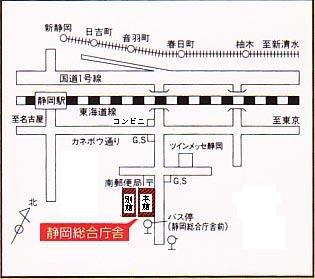 新静岡
日吉町
音羽町
春日町
柚木
至新清水
国道1号線
静岡駅
東海道線
コンビニ
至名古屋
至東京
カネボウ通り
G.S
ツインメッセ静岡
南郵便局
〒
G.S
別館
本館
静岡総合庁舎
バス停
(静岡総合庁舎前)
北